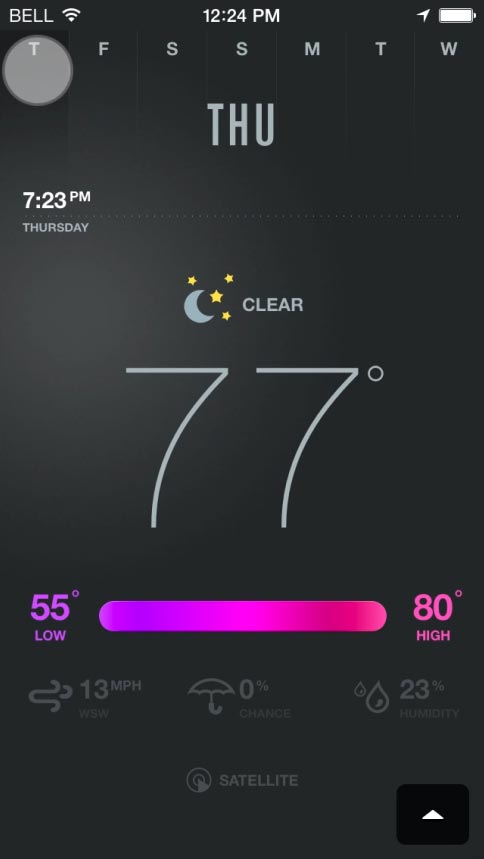 BELL 12:24 PM
T F S S M T W
THU
7:23 PM
THURSDAY
CLEAR
77°
55° 80°
LOW HIGH
13 MPH 0% 23%
WSW CHANCE HUMIDITY
SATELLITE